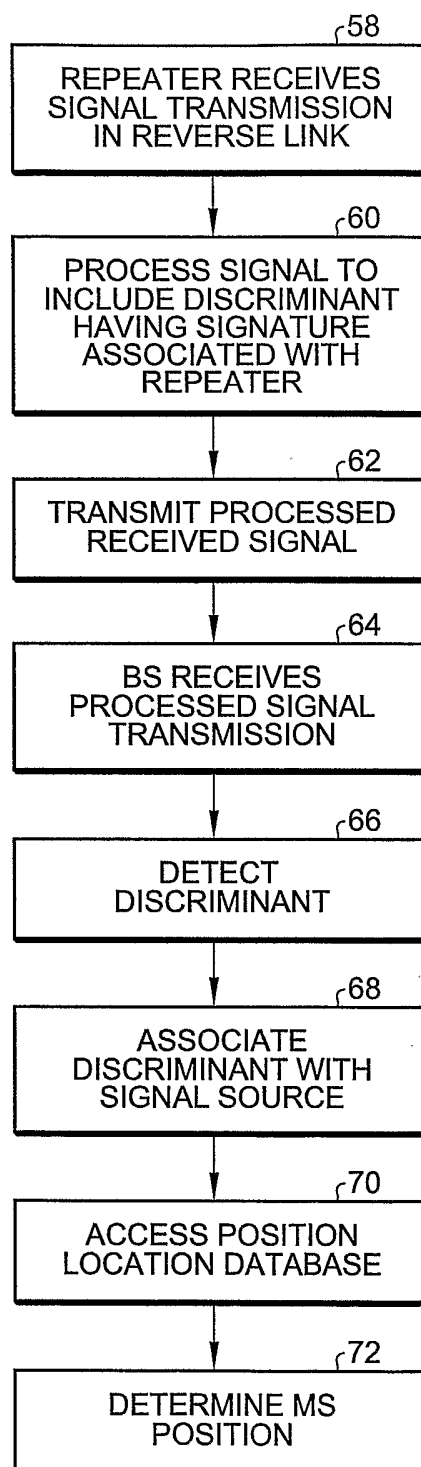 58
REPEATER RECEIVES
SIGNAL TRANSMISSION
IN REVERSE LINK
60
PROCESS SIGNAL TO
INCLUDE DISCRIMINANT
HAVING SIGNATURE
ASSOCIATED WITH
REPEATER
62
TRANSMIT PROCESSED
RECEIVED SIGNAL
64
BS RECEIVES
PROCESSED SIGNAL
TRANSMISSION
66
DETECT
DISCRIMINANT
68
ASSOCIATE
DISCRIMINANT WITH
SIGNAL SOURCE
70
ACCESS POSITION
LOCATION DATABASE
72
DETERMINE MS
POSITION